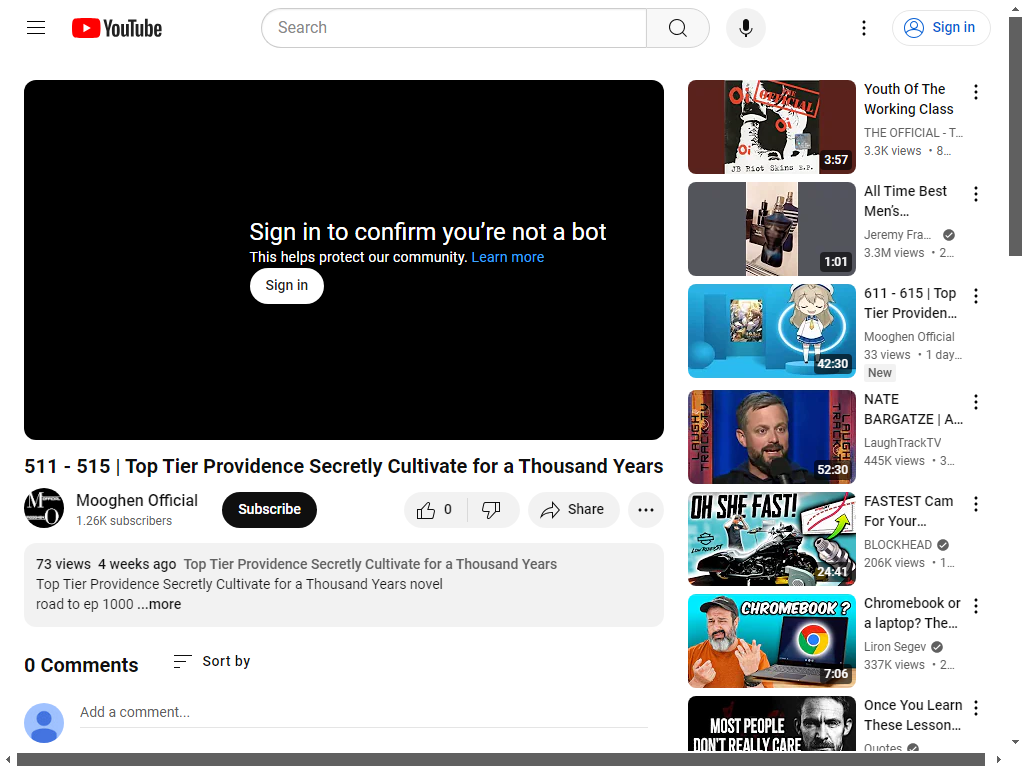 YouTube
Search
Sign in
Sign in to confirm you're not a bot
This helps protect our community. Learn more
Sign in
511 - 515 | Top Tier Providence Secretly Cultivate for a Thousand Years
Mooghen Official
1.26K subscribers
Subscribe
0
Share
73 views 4 weeks ago Top Tier Providence Secretly Cultivate for a Thousand Years
Top Tier Providence Secretly Cultivate for a Thousand Years novel
road to ep 1000 ...more
0 Comments
Sort by
Add a comment...
THE OFFICIAL
Oi
Oi
Oi
JB Riot Skins E.P.
3:57
Youth Of The
Working Class
THE OFFICIAL - T...
3.3K views • 8...
1:01
All Time Best
Men's...
Jeremy Fra...
3.3M views • 2...
42:30
611 - 615 | Top
Tier Providen...
Mooghen Official
33 views • 1 day...
New
LAUGH
TRACK TV
52:30
NATE
BARGATZE | A...
LaughTrackTV
445K views • 3...
OH SHE FAST!
24:41
FASTEST Cam
For Your...
BLOCKHEAD
206K views • 1...
CHROMEBOOK ?
7:06
Chromebook or
a laptop? The...
Liron Segev
337K views • 2...
MOST PEOPLE
DON'T REALLY CARE
Once You Learn
These Lesson...
Quotes